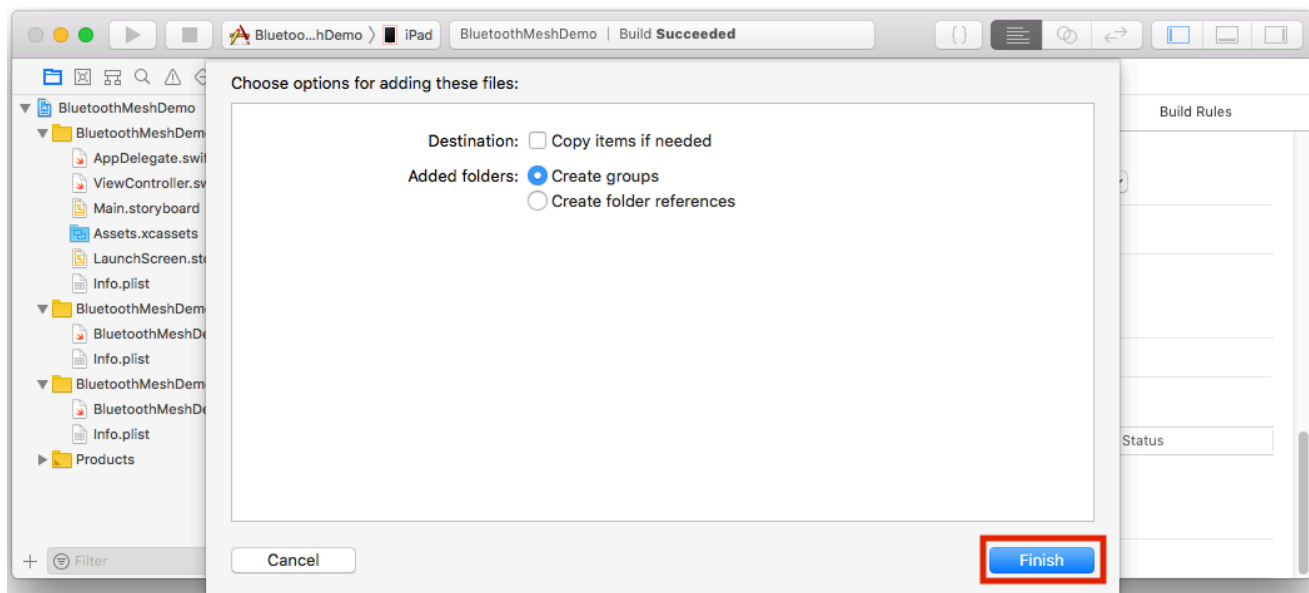 Bluetoo...hDemo 〉 iPad
BluetoothMeshDemo | Build Succeeded
{ }
Choose options for adding these files:
BluetoothMeshDemo
Build Rules
BluetoothMeshDem
Destination: Copy items if needed
AppDelegate.swif
Added folders: Create groups
ViewController.sw
Create folder references
Main.storyboard
Assets.xcassets
LaunchScreen.sto
Info.plist
BluetoothMeshDem
BluetoothMeshDe
Info.plist
BluetoothMeshDem
BluetoothMeshDe
Info.plist
Status
Products
Filter
Cancel
Finish